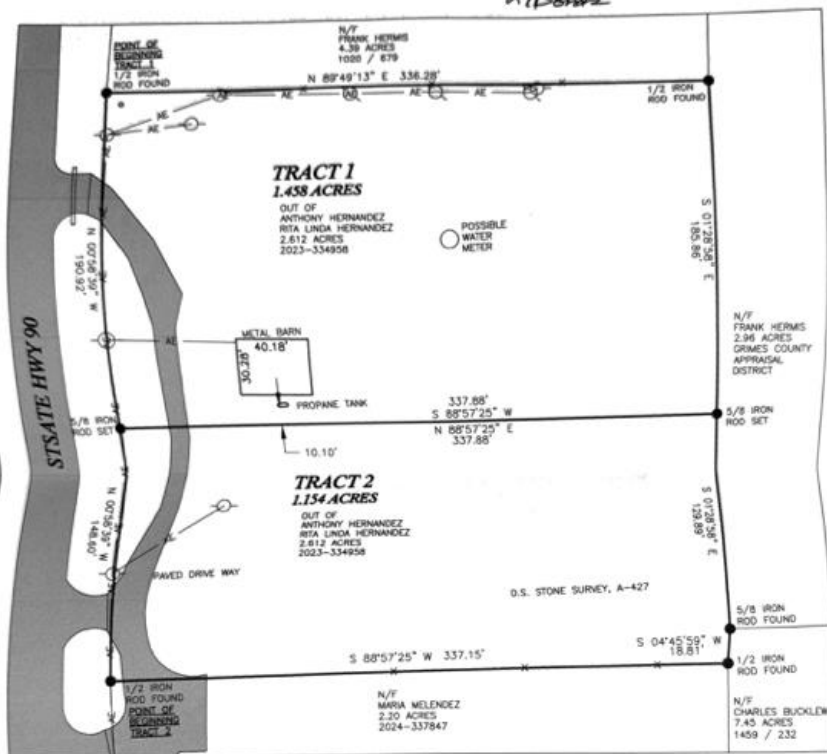 N/F
FRANK HERMIS
4.39 ACRES
1020 / 679
POINT OF
BEGINNING
TRACT 1
1/2 IRON
ROD FOUND
N 89°49'13" E 336.28'
1/2 IRON
ROD FOUND
AE
AE
AE
AE
AE
AE
AE
TRACT 1
1.458 ACRES
OUT OF
ANTHONY HERNANDEZ
RITA LINDA HERNANDEZ
2.612 ACRES
2023-334958
POSSIBLE
WATER
METER
S 01°28'58" E
185.86'
N 00°58'39" W
190.92'
N/F
FRANK HERMIS
2.96 ACRES
GRIMES COUNTY
APPRAISAL
DISTRICT
STSATE HWY 90
AE
METAL BARN
40.18'
30.28'
PROPANE TANK
5/8 IRON
ROD SET
337.88'
S 88°57'25" W
N 88°57'25" E
337.88'
5/8 IRON
ROD SET
10.10'
TRACT 2
1.154 ACRES
OUT OF
ANTHONY HERNANDEZ
RITA LINDA HERNANDEZ
2.612 ACRES
2023-334958
N 00°58'39" W
148.60'
AE
S 01°28'58" E
129.89'
PAVED DRIVE WAY
O.S. STONE SURVEY, A-427
5/8 IRON
ROD FOUND
S 04°45'59" W
18.81'
S 88°57'25" W 337.15'
1/2 IRON
ROD FOUND
1/2 IRON
ROD FOUND
POINT OF
BEGINNING
TRACT 2
N/F
MARIA MELENDEZ
2.20 ACRES
2024-337847
N/F
CHARLES BUCKLEW
7.45 ACRES
1459 / 232